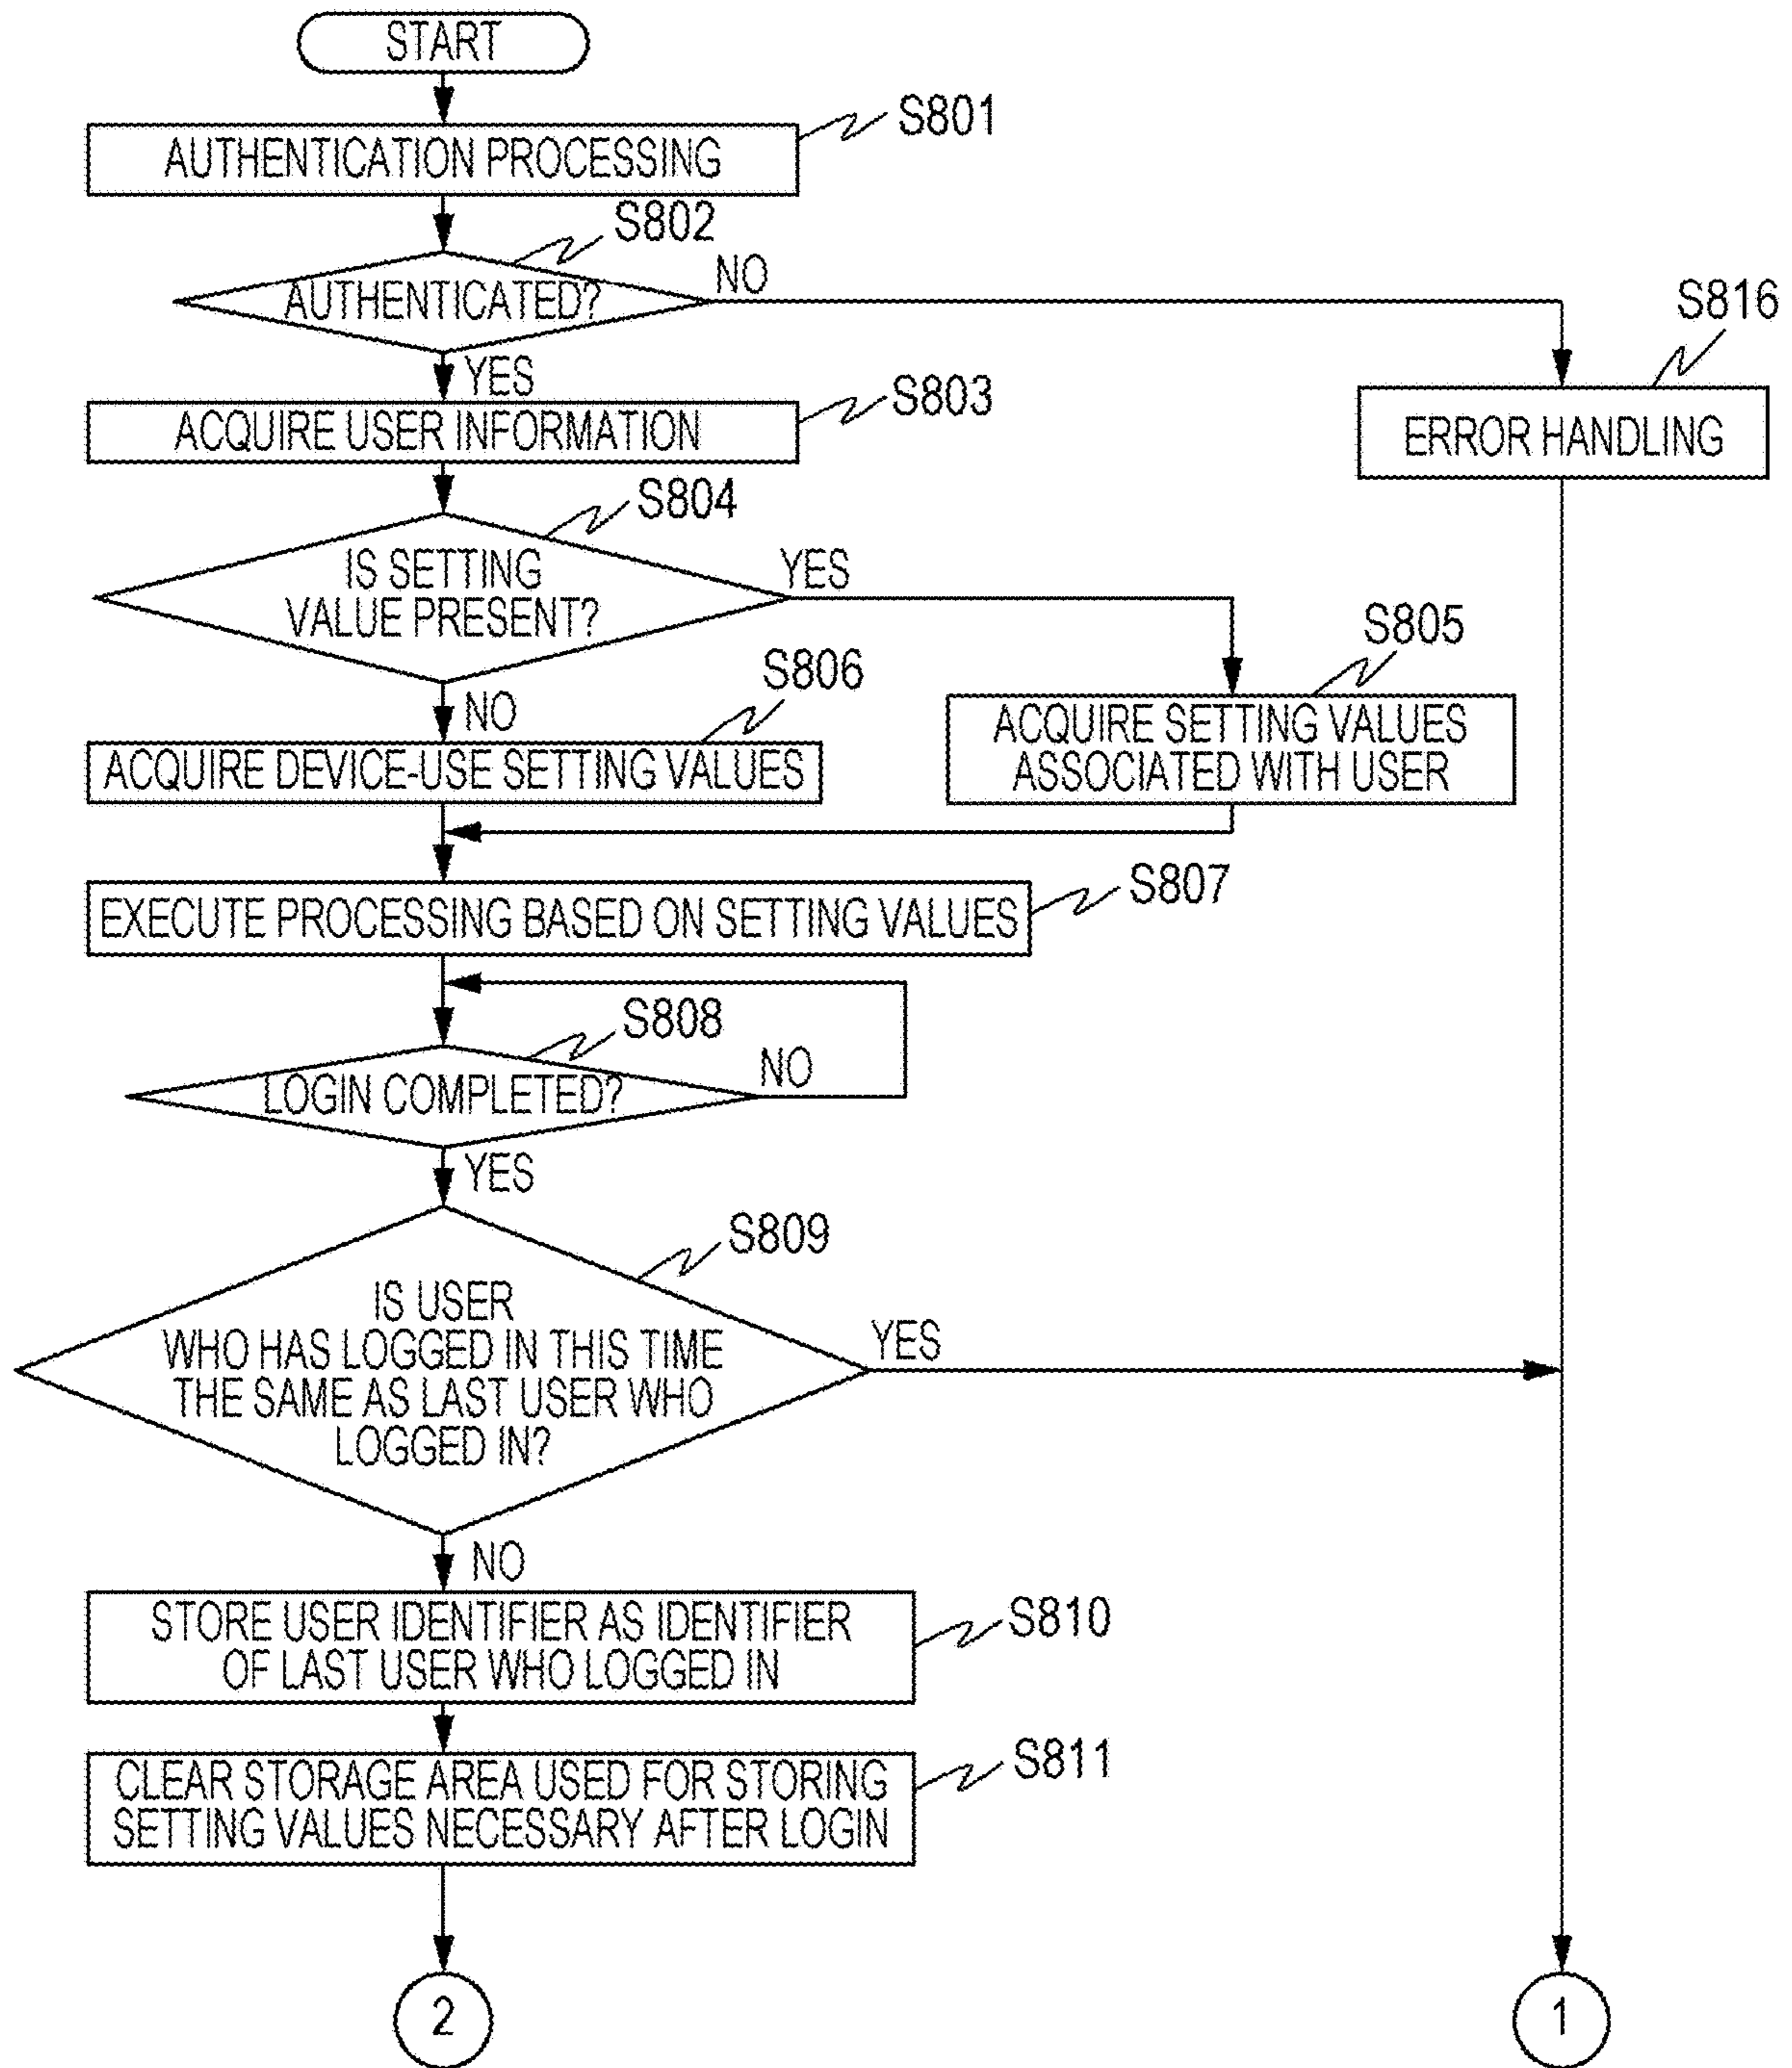 START
S801
AUTHENTICATION PROCESSING
S802
AUTHENTICATED?
NO
YES
S816
ERROR HANDLING
S803
ACQUIRE USER INFORMATION
S804
IS SETTING
VALUE PRESENT?
YES
NO
S805
ACQUIRE SETTING VALUES
ASSOCIATED WITH USER
S806
ACQUIRE DEVICE-USE SETTING VALUES
S807
EXECUTE PROCESSING BASED ON SETTING VALUES
S808
LOGIN COMPLETED?
NO
YES
S809
IS USER
WHO HAS LOGGED IN THIS TIME
THE SAME AS LAST USER WHO
LOGGED IN?
YES
NO
S810
STORE USER IDENTIFIER AS IDENTIFIER
OF LAST USER WHO LOGGED IN
S811
CLEAR STORAGE AREA USED FOR STORING
SETTING VALUES NECESSARY AFTER LOGIN
2
1